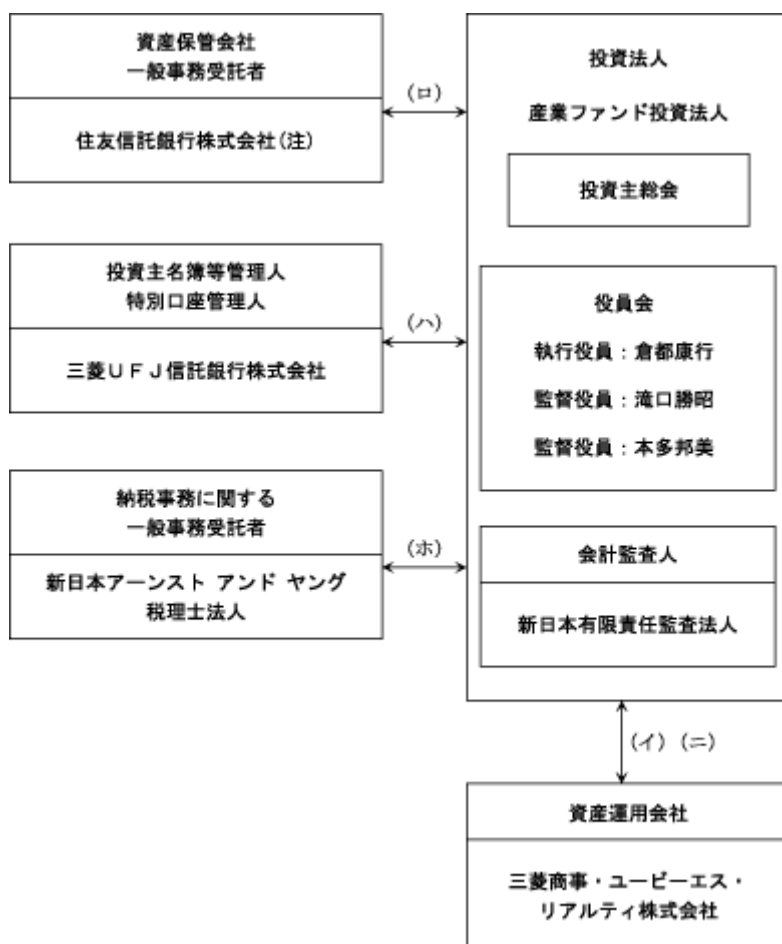 資産保管会社
一般事務受託者
住友信託銀行株式会社(注)
(ロ)
投資法人
産業ファンド投資法人
投資主総会
投資主名簿等管理人
特別口座管理人
三菱UFJ信託銀行株式会社
(ハ)
役員会
執行役員:倉都康行
監督役員:滝口勝昭
監督役員:本多邦美
納税事務に関する
一般事務受託者
新日本アーンスト アンド ヤング
税理士法人
(ホ)
会計監査人
新日本有限責任監査法人
(イ) (ニ)
資産運用会社
三菱商事・ユービーエス・
リアルティ株式会社